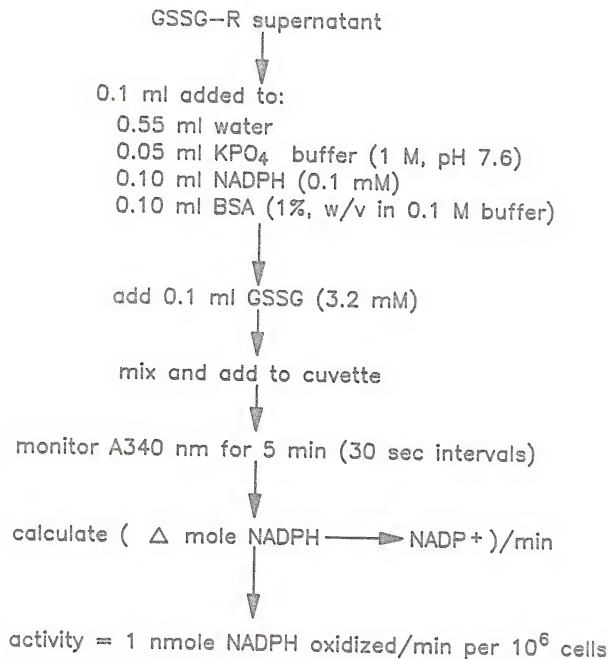 GSSG-R supernatant
0.1 ml added to:
0.55 ml water
0.05 ml KPO₄ buffer (1 M, pH 7.6)
0.10 ml NADPH (0.1 mM)
0.10 ml BSA (1%, w/v in 0.1 M buffer)
add 0.1 ml GSSG (3.2 mM)
mix and add to cuvette
monitor A340 nm for 5 min (30 sec intervals)
calculate ( Δ mole NADPH → NADP+ )/min
activity = 1 nmole NADPH oxidized/min per 10⁶ cells